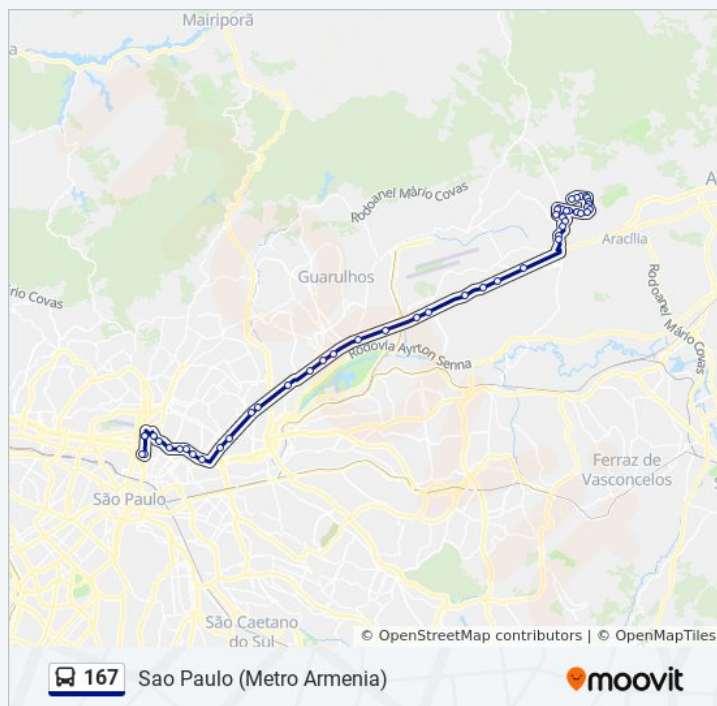 Mairiporã
Rodoanel Mário Covas
A
Aracília
Guarulhos
Rodoanel Mário Covas
rio Covas
Rodovia Ayrton Senna
Ferraz de
Vasconcelos
São Paulo
São Caetano
do Sul
© OpenStreetMap contributors | © OpenMapTiles
167 Sao Paulo (Metro Armenia)
moovit